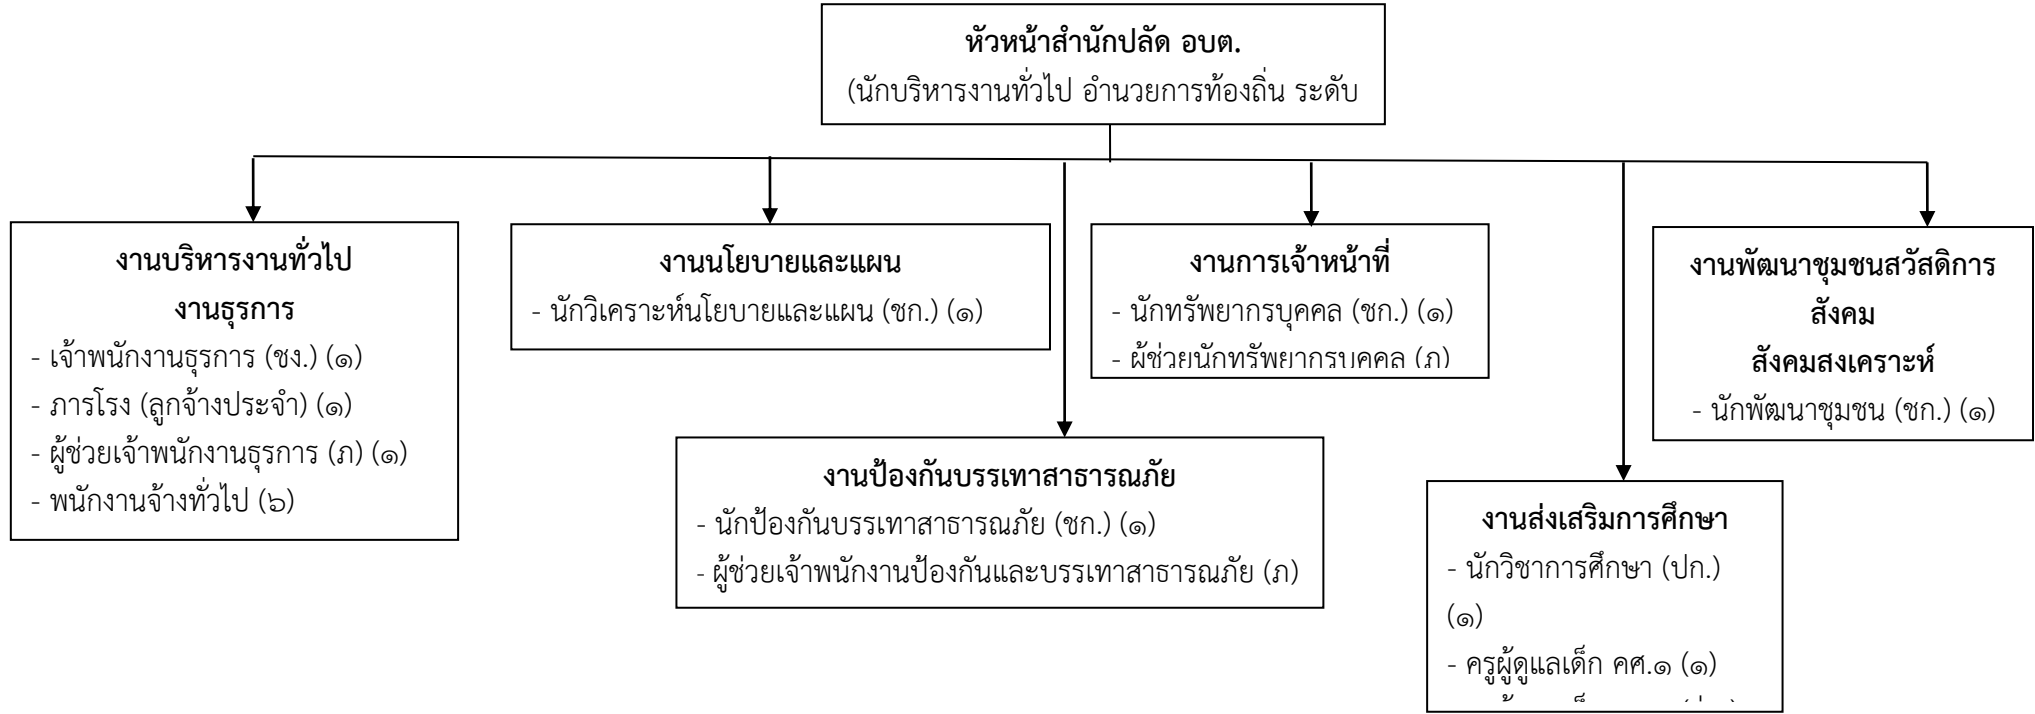 หัวหน้าสำนักปลัด อบต.
(นักบริหารงานทั่วไป อำนวยการท้องถิ่น ระดับ
งานบริหารงานทั่วไป
งานธุรการ
- เจ้าพนักงานธุรการ (ชง.) (๑)
- ภารโรง (ลูกจ้างประจำ) (๑)
- ผู้ช่วยเจ้าพนักงานธุรการ (ภ) (๑)
- พนักงานจ้างทั่วไป (๖)
งานนโยบายและแผน
- นักวิเคราะห์นโยบายและแผน (ชก.) (๑)
งานการเจ้าหน้าที่
- นักทรัพยากรบุคคล (ชก.) (๑)
- ผู้ช่วยนักทรัพยากรบุคคล (ภ)
งานพัฒนาชุมชนสวัสดิการ
สังคม
สังคมสงเคราะห์
- นักพัฒนาชุมชน (ชก.) (๑)
งานป้องกันบรรเทาสาธารณภัย
- นักป้องกันบรรเทาสาธารณภัย (ชก.) (๑)
- ผู้ช่วยเจ้าพนักงานป้องกันและบรรเทาสาธารณภัย (ภ)
งานส่งเสริมการศึกษา
- นักวิชาการศึกษา (ปก.)
(๑)
- ครูผู้ดูแลเด็ก คศ.๑ (๑)